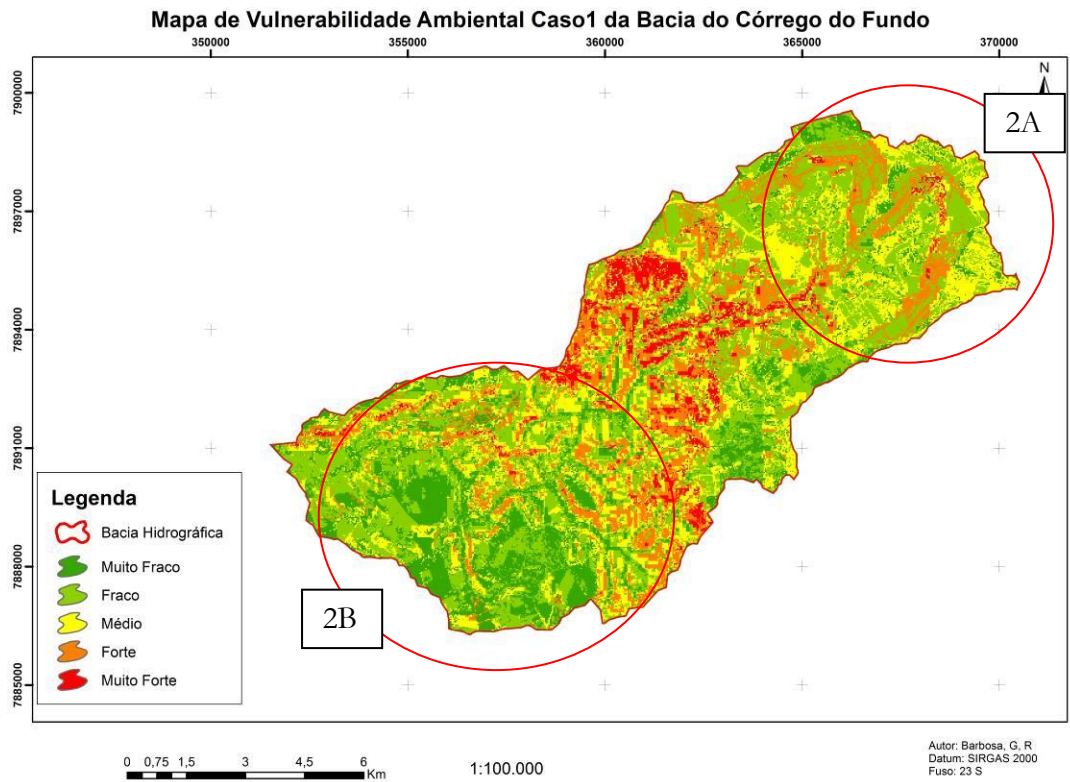 Mapa de Vulnerabilidade Ambiental Caso1 da Bacia do Córrego do Fundo
350000 355000 360000 365000 370000
7900000
7897000
7894000
7891000
7888000
7885000
N
2A
2B
Legenda
Bacia Hidrográfica
Muito Fraco
Fraco
Médio
Forte
Muito Forte
0 0,75 1,5 3 4,5 6
Km
1:100.000
Autor: Barbosa, G, R
Datum: SIRGAS 2000
Fuso: 23 S